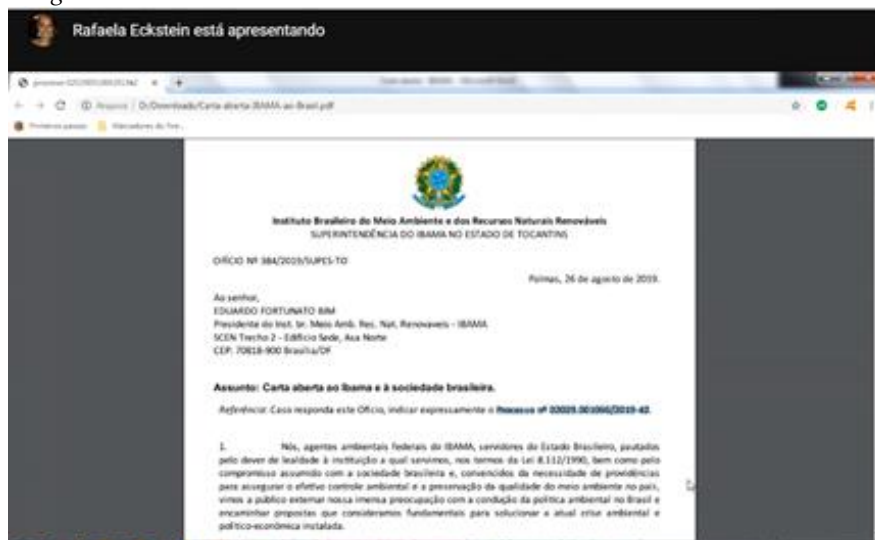 Rafaela Eckstein está apresentando
Carta aberta IBAMA ao Brasil.pdf
Instituto Brasileiro do Meio Ambiente e dos Recursos Naturais Renováveis
SUPERINTENDÊNCIA DO IBAMA NO ESTADO DE TOCANTINS
OFÍCIO Nº 384/2019/SUPES-TO
Palmas, 26 de agosto de 2019.
Ao senhor,
EDUARDO FORTUNATO BIM
Presidente do Inst. br. Meio Amb. Rec. Nat. Renovaveis - IBAMA
SCEN Trecho 2 - Edifício Sede, Asa Norte
CEP: 70818-900 Brasília/DF
Assunto: Carta aberta ao Ibama e à sociedade brasileira.
Referência: Caso responda este Ofício, indicar expressamente o Processo nº
1. Nós, agentes ambientais federais do IBAMA, servidores do Estado Brasileiro, pautados
pelo dever de lealdade à instituição a qual servimos, nos termos da Lei 8.112/1990, bem como pelo
compromisso assumido com a sociedade brasileira e, convencidos da necessidade de providências
para assegurar o efetivo controle ambiental e a preservação da qualidade do meio ambiente no país,
vimos a público externar nossa imensa preocupação com a condução da política ambiental no Brasil e
encaminhar propostas que consideramos fundamentais para solucionar a atual crise ambiental e
político-econômica instalada.